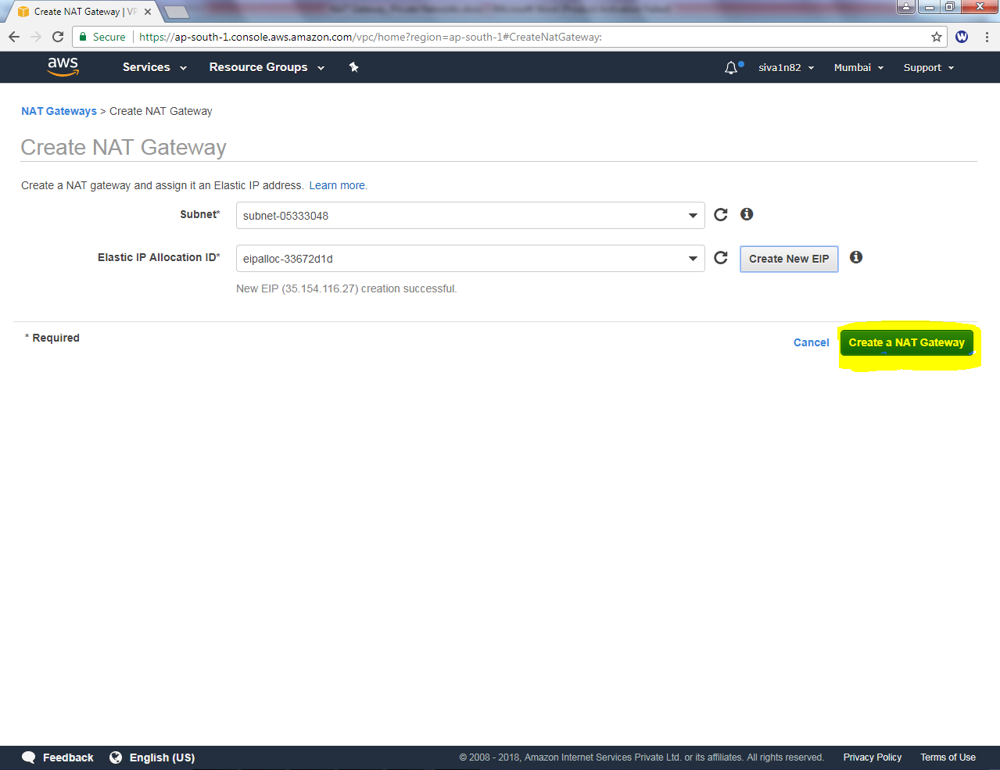 Create NAT Gateway | VP
Secure https://ap-south-1.console.aws.amazon.com/vpc/home?region=ap-south-1#CreateNatGateway:
aws Services Resource Groups siva1n82 Mumbai Support
NAT Gateways > Create NAT Gateway
Create NAT Gateway
Create a NAT gateway and assign it an Elastic IP address. Learn more.
Subnet* subnet-05333048
Elastic IP Allocation ID* eipalloc-33672d1d Create New EIP
New EIP (35.154.116.27) creation successful.
* Required
Cancel Create a NAT Gateway
Feedback English (US) © 2008 - 2018, Amazon Internet Services Private Ltd. or its affiliates. All rights reserved. Privacy Policy Terms of Use